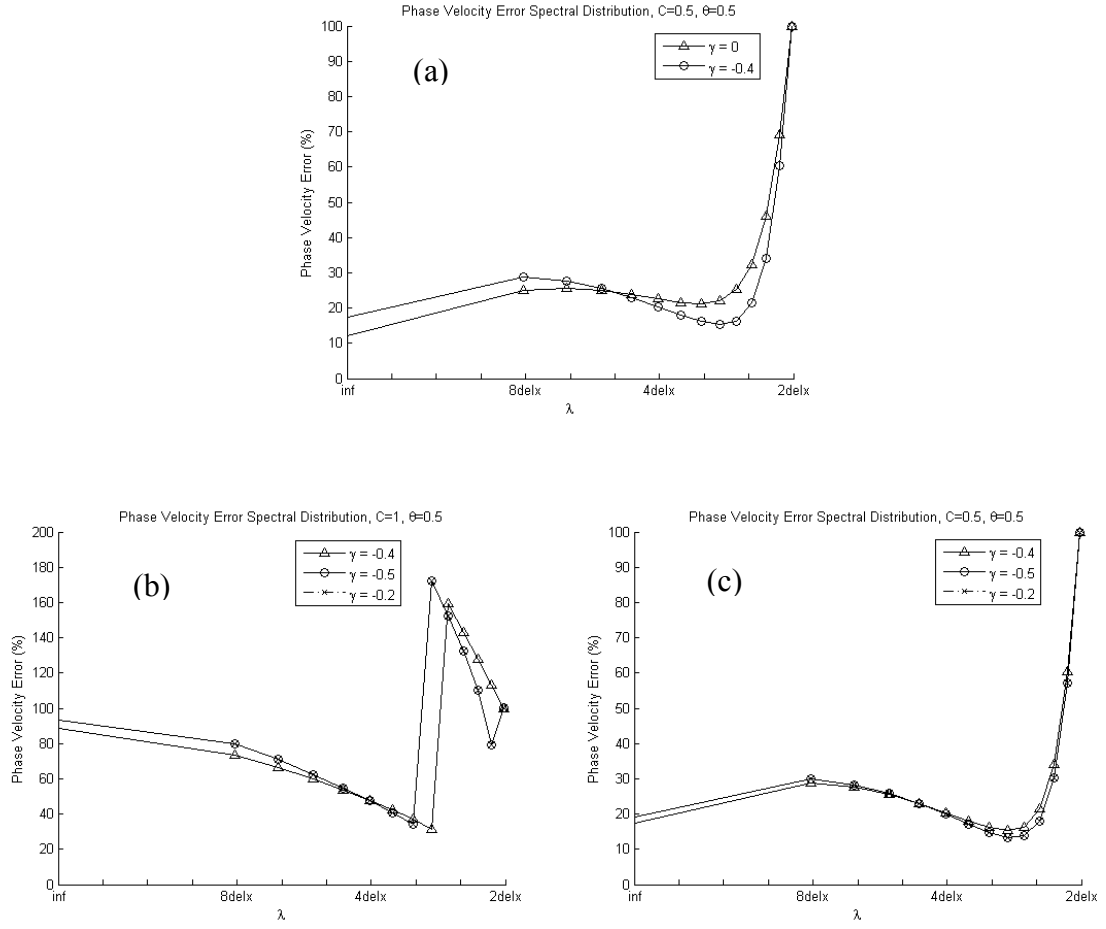 Phase Velocity Error Spectral Distribution, C=0.5, θ=0.5
(a)
γ = 0
γ = -0.4
Phase Velocity Error (%)
100
90
80
70
60
50
40
30
20
10
0
inf
8delx
4delx
2delx
λ
Phase Velocity Error Spectral Distribution, C=1, θ=0.5
(b)
γ = -0.4
γ = -0.5
γ = -0.2
Phase Velocity Error (%)
200
180
160
140
120
100
80
60
40
20
0
inf
8delx
4delx
2delx
λ
Phase Velocity Error Spectral Distribution, C=0.5, θ=0.5
(c)
γ = -0.4
γ = -0.5
γ = -0.2
Phase Velocity Error (%)
100
90
80
70
60
50
40
30
20
10
0
inf
8delx
4delx
2delx
λ